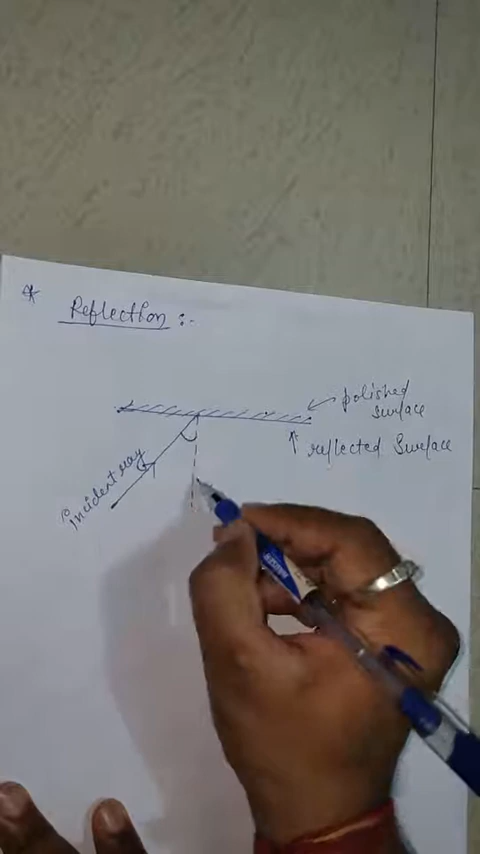 * Reflection :-
polished
surface
reflected Surface
incident ray